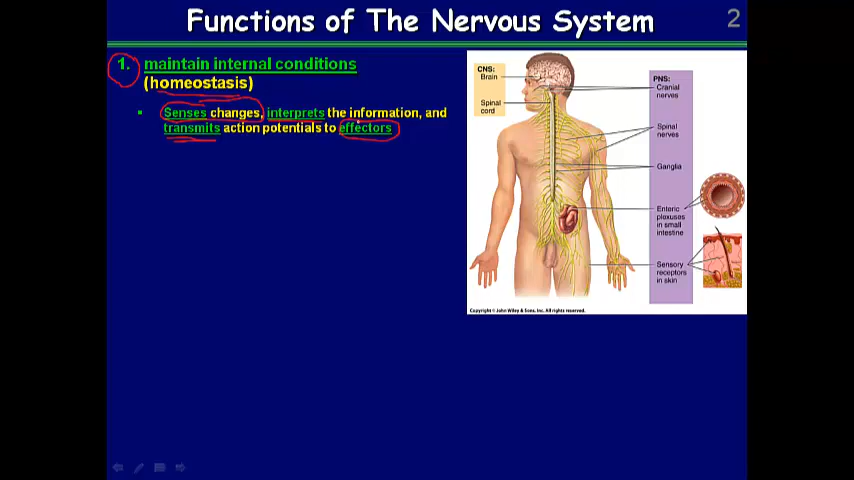 Functions of The Nervous System
2
1. maintain internal conditions
(homeostasis)
Senses changes, interprets the information, and
transmits action potentials to effectors
CNS:
Brain
Spinal
cord
PNS:
Cranial
nerves
Spinal
nerves
Ganglia
Enteric
plexuses
in small
intestine
Sensory
receptors
in skin
Copyright © John Wiley & Sons, Inc. All rights reserved.